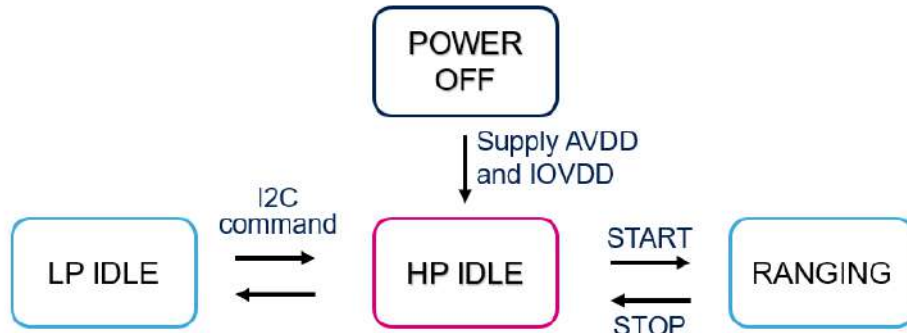 POWER
OFF
Supply AVDD
and IOVDD
I2C
command
LP IDLE
HP IDLE
START
STOP
RANGING